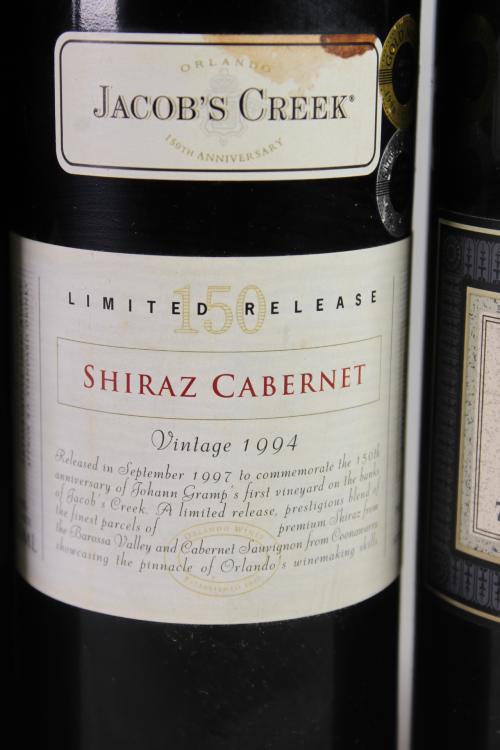 ORLANDO
JACOB'S CREEK®
150TH ANNIVERSARY
150
LIMITED RELEASE
SHIRAZ CABERNET
Vintage 1994
Released in September 1997 to commemorate the 150th
anniversary of Johann Gramp's first vineyard on the banks
of Jacob's Creek. A limited release, prestigious blend of
the finest parcels of premium Shiraz from
the Barossa Valley and Cabernet Sauvignon from Coonawarra
showcasing the pinnacle of Orlando's winemaking skills.
ORLANDO WINES
GOLD